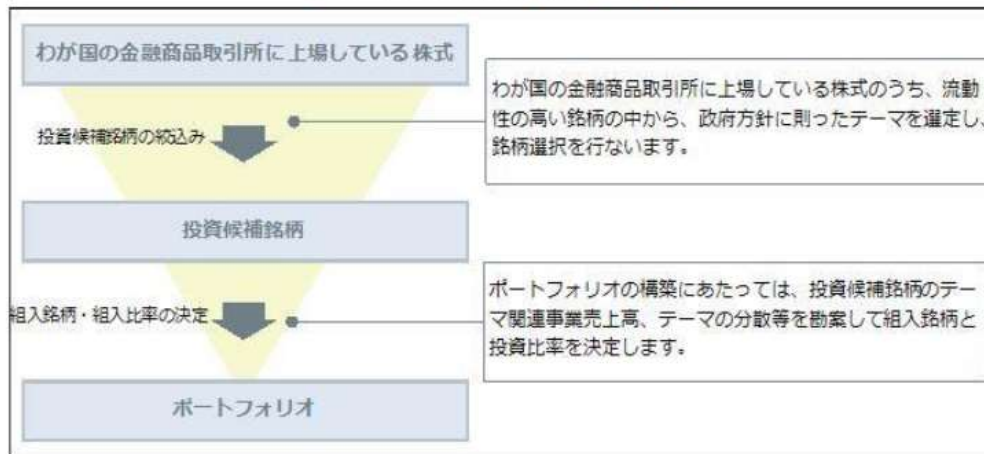 わが国の金融商品取引所に上場している株式
わが国の金融商品取引所に上場している株式のうち、流動
性の高い銘柄の中から、政府方針に則ったテーマを選定し、
銘柄選択を行ないます。
投資候補銘柄の絞込み
投資候補銘柄
ポートフォリオの構築にあたっては、投資候補銘柄のテー
マ関連事業売上高、テーマの分散等を勘案して組入銘柄と
投資比率を決定します。
組入銘柄・組入比率の決定
ポートフォリオ